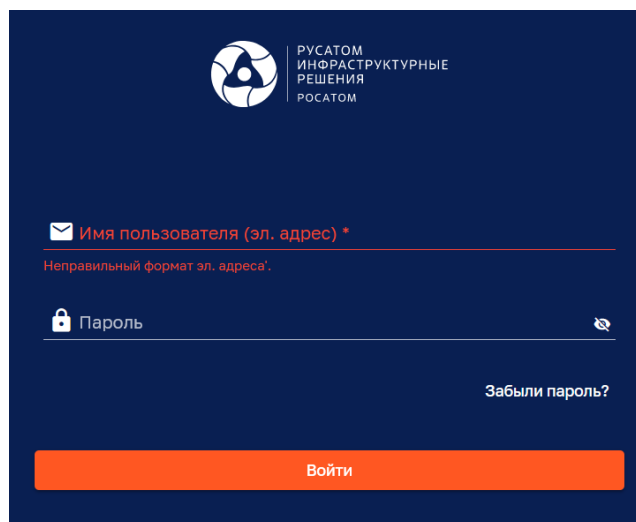 РУСАТОМ
ИНФРАСТРУКТУРНЫЕ
РЕШЕНИЯ
РОСАТОМ
Имя пользователя (эл. адрес) *
Неправильный формат эл. адреса'.
Пароль
Забыли пароль?
Войти